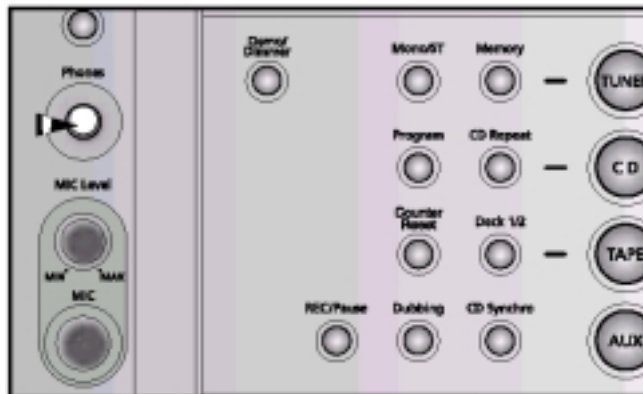 Demo/
Dimmer
Phones
Mono/ST
Memory
TUNER
Program
CD Repeat
CD
MIC Level
Counter
Reset
Deck 1/2
TAPE
MIN
MAX
MIC
REC/Pause
Dubbing
CD Synchro
AUX